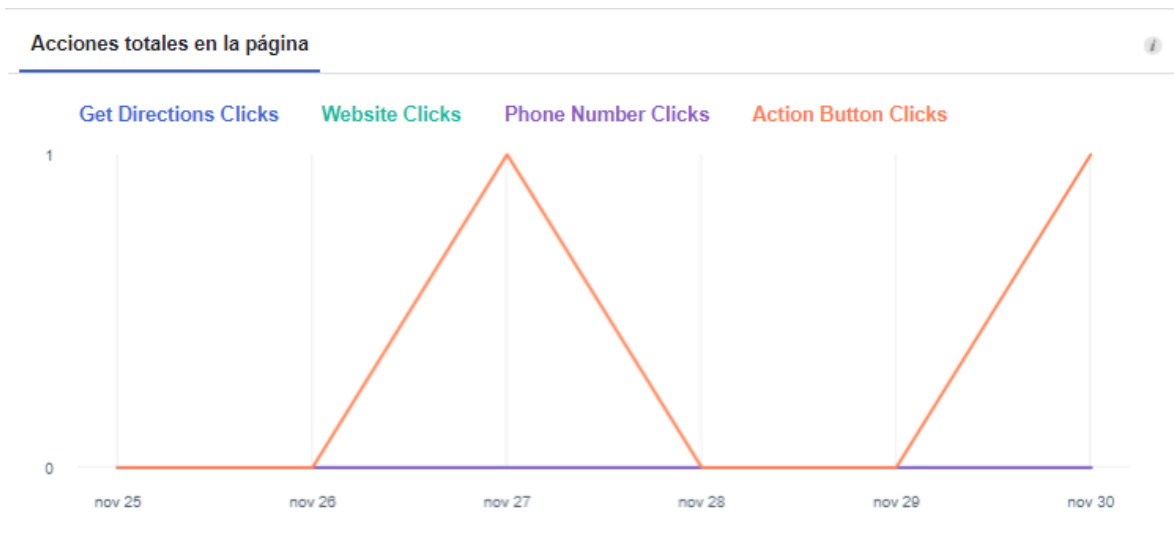 Acciones totales en la página
i
Get Directions Clicks Website Clicks Phone Number Clicks Action Button Clicks
1
0
nov 25 nov 26 nov 27 nov 28 nov 29 nov 30